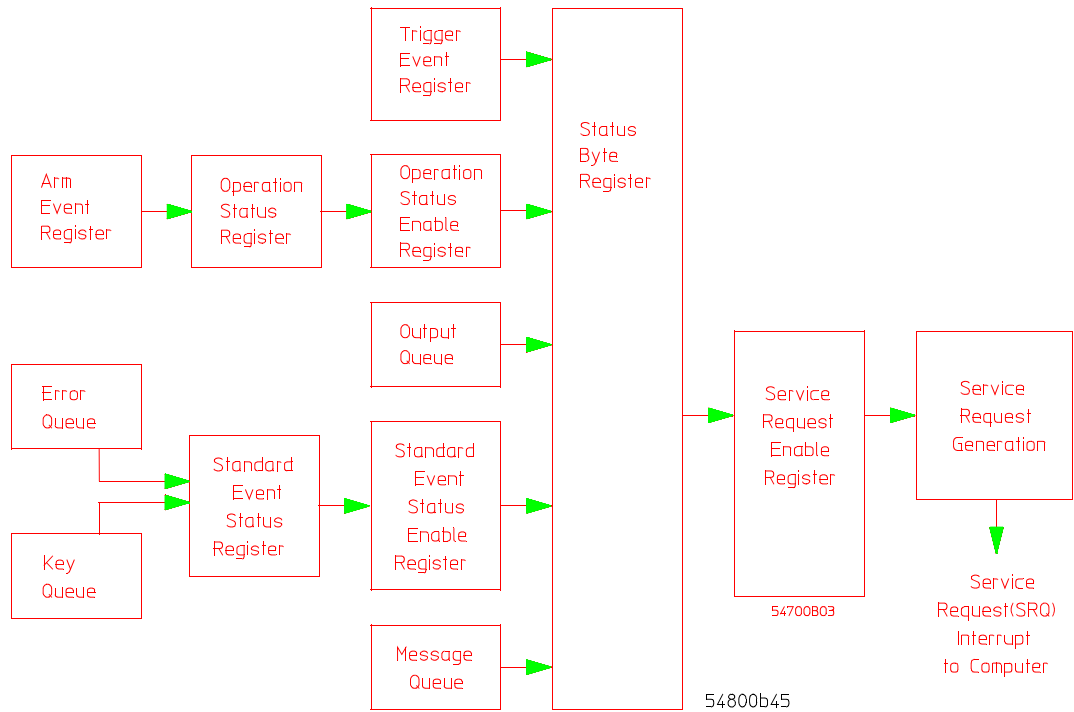 Trigger
Event
Register
Status
Byte
Register
Arm
Event
Register
Operation
Status
Register
Operation
Status
Enable
Register
Output
Queue
Error
Queue
Key
Queue
Standard
Event
Status
Register
Standard
Event
Status
Enable
Register
Message
Queue
Service
Request
Enable
Register
54700B03
Service
Request
Generation
Service
Request(SRQ)
Interrupt
to Computer
54800b45